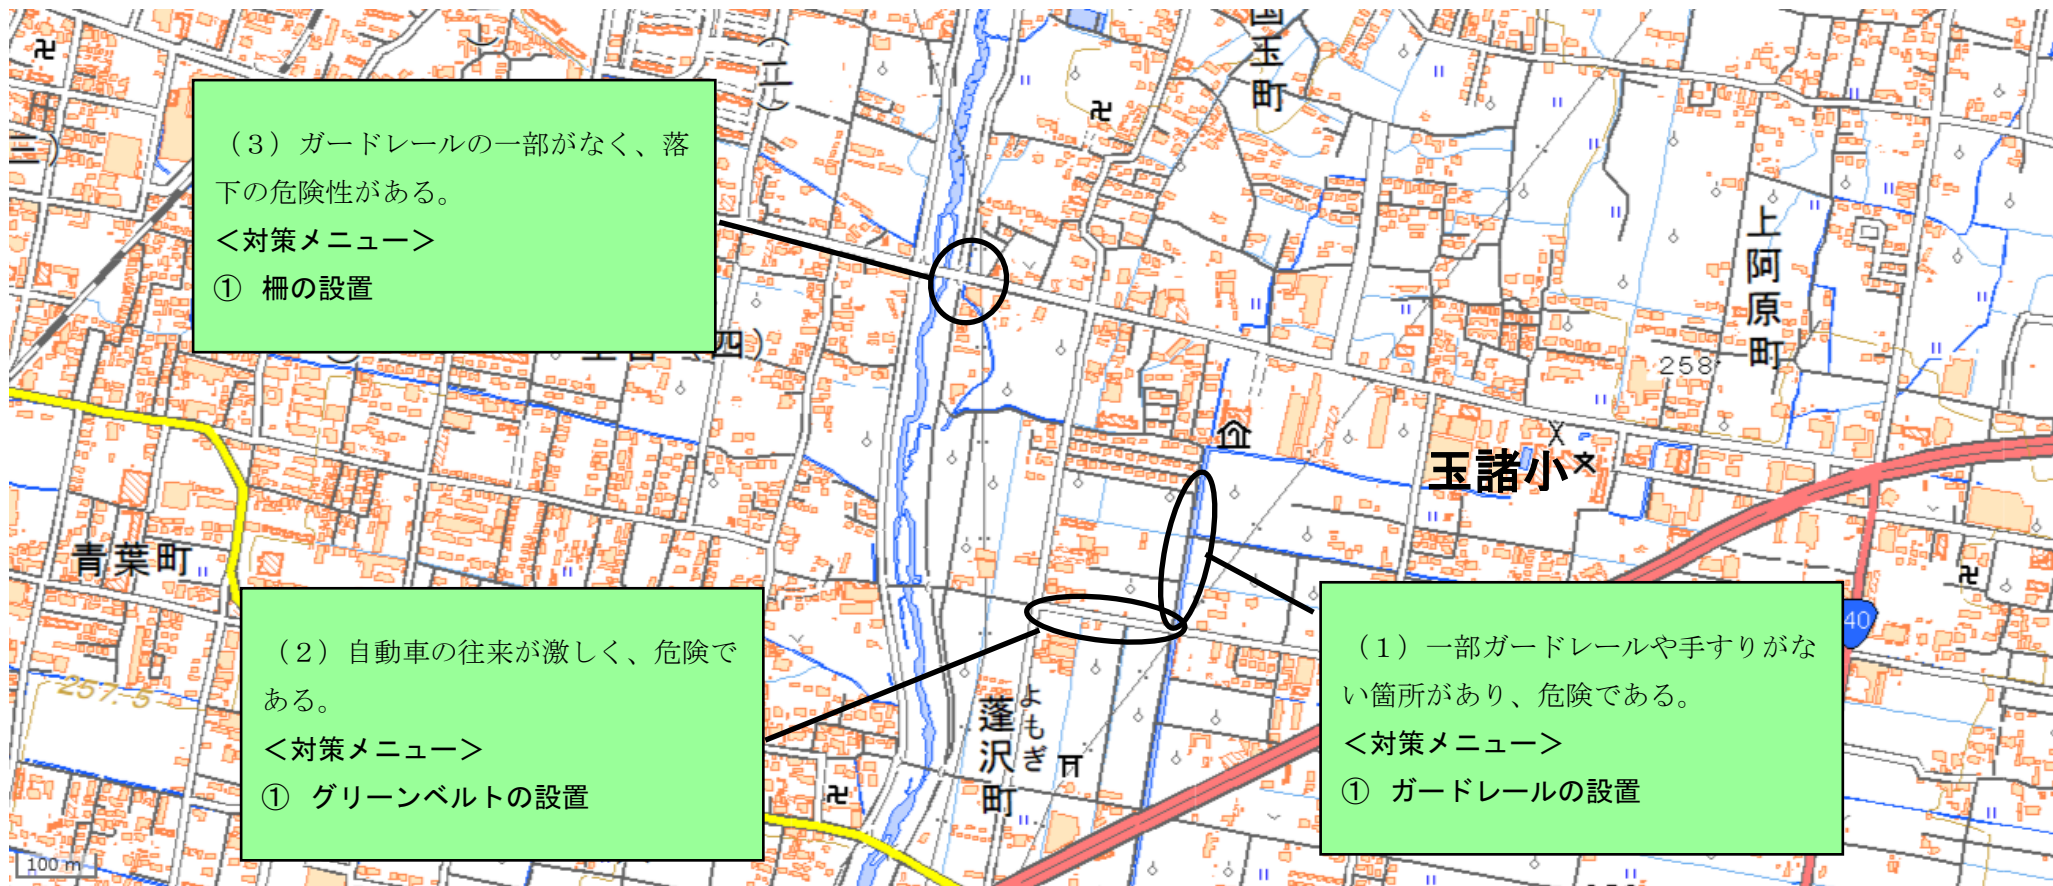 国玉町
(二)
(3)ガードレールの一部がなく、落
下の危険性がある。
<対策メニュー>
① 柵の設置
四)
上阿原町
258
玉諸小
青葉町
257.5
(2)自動車の往来が激しく、危険で
ある。
<対策メニュー>
① グリーンベルトの設置
蓬沢町
よもぎ
(1)一部ガードレールや手すりがな
い箇所があり、危険である。
<対策メニュー>
① ガードレールの設置
40
100 m